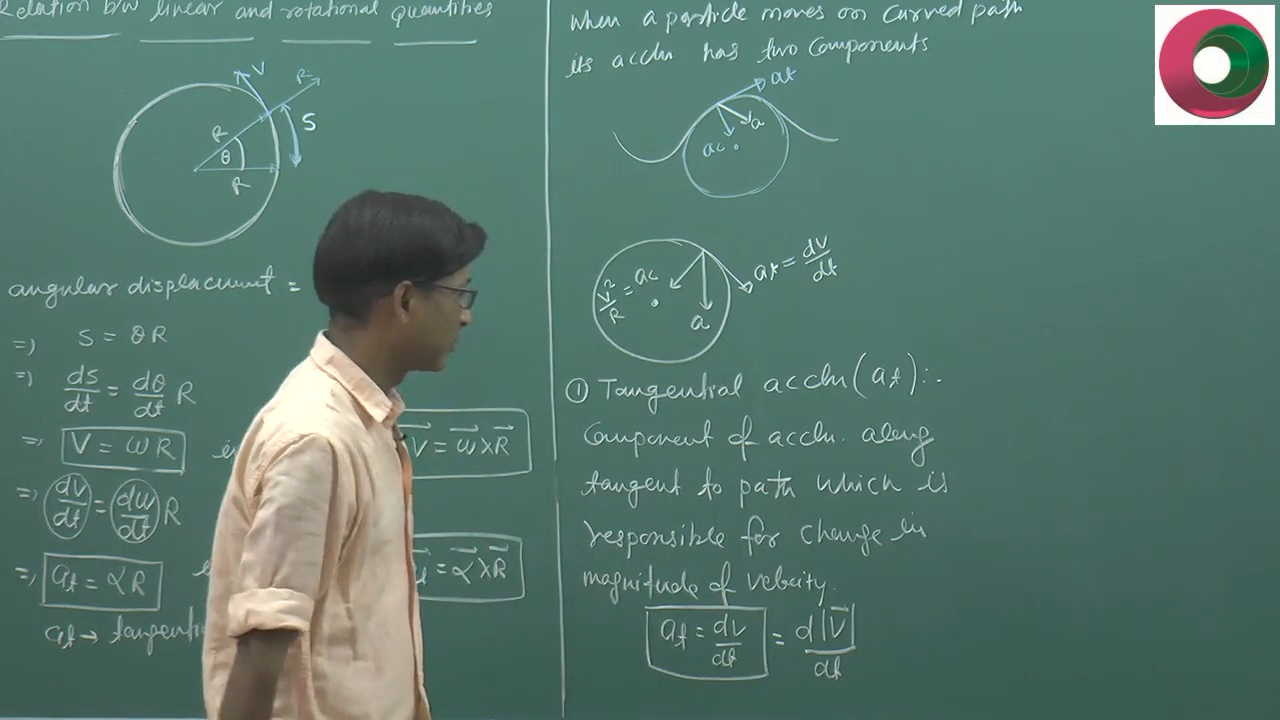 Relation b/w linear and rotational quantities
V
R
S
R
θ
R
angular displacement =
=) S = θR
=) ds/dt = dθ/dt R
=) V = ωR
V⃗ = ω⃗ × R⃗
=) dv/dt = dω/dt R
=) at = αR
= α⃗ × R⃗
at → tangenti
When a particle moves on curved path
its accln has two components
at
a
ac
v²/R = ac
at = dv/dt
a
① Tangential accln (at) :-
Component of accln. along
tangent to path which is
responsible for change in
magnitude of velocity
at = dv/dt = d|V⃗|/dt